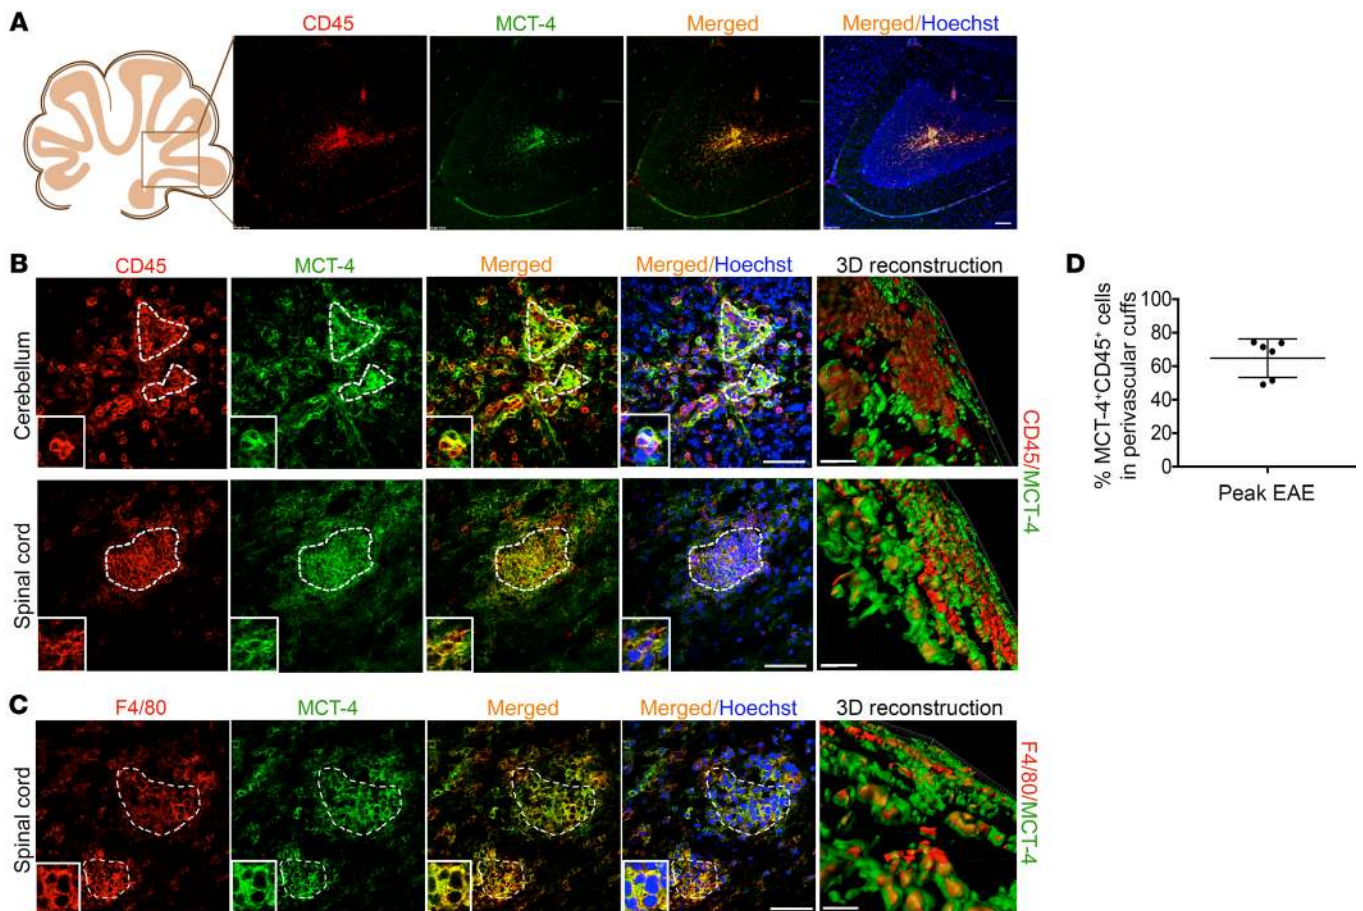 A
CD45
MCT-4
Merged
Merged/Hoechst
B
CD45
MCT-4
Merged
Merged/Hoechst
3D reconstruction
Cerebellum
Spinal cord
CD45/MCT-4
C
F4/80
MCT-4
Merged
Merged/Hoechst
3D reconstruction
Spinal cord
F4/80/MCT-4
D
% MCT-4⁺CD45⁺ cells
in perivascular cuffs
100
80
60
40
20
0
Peak EAE